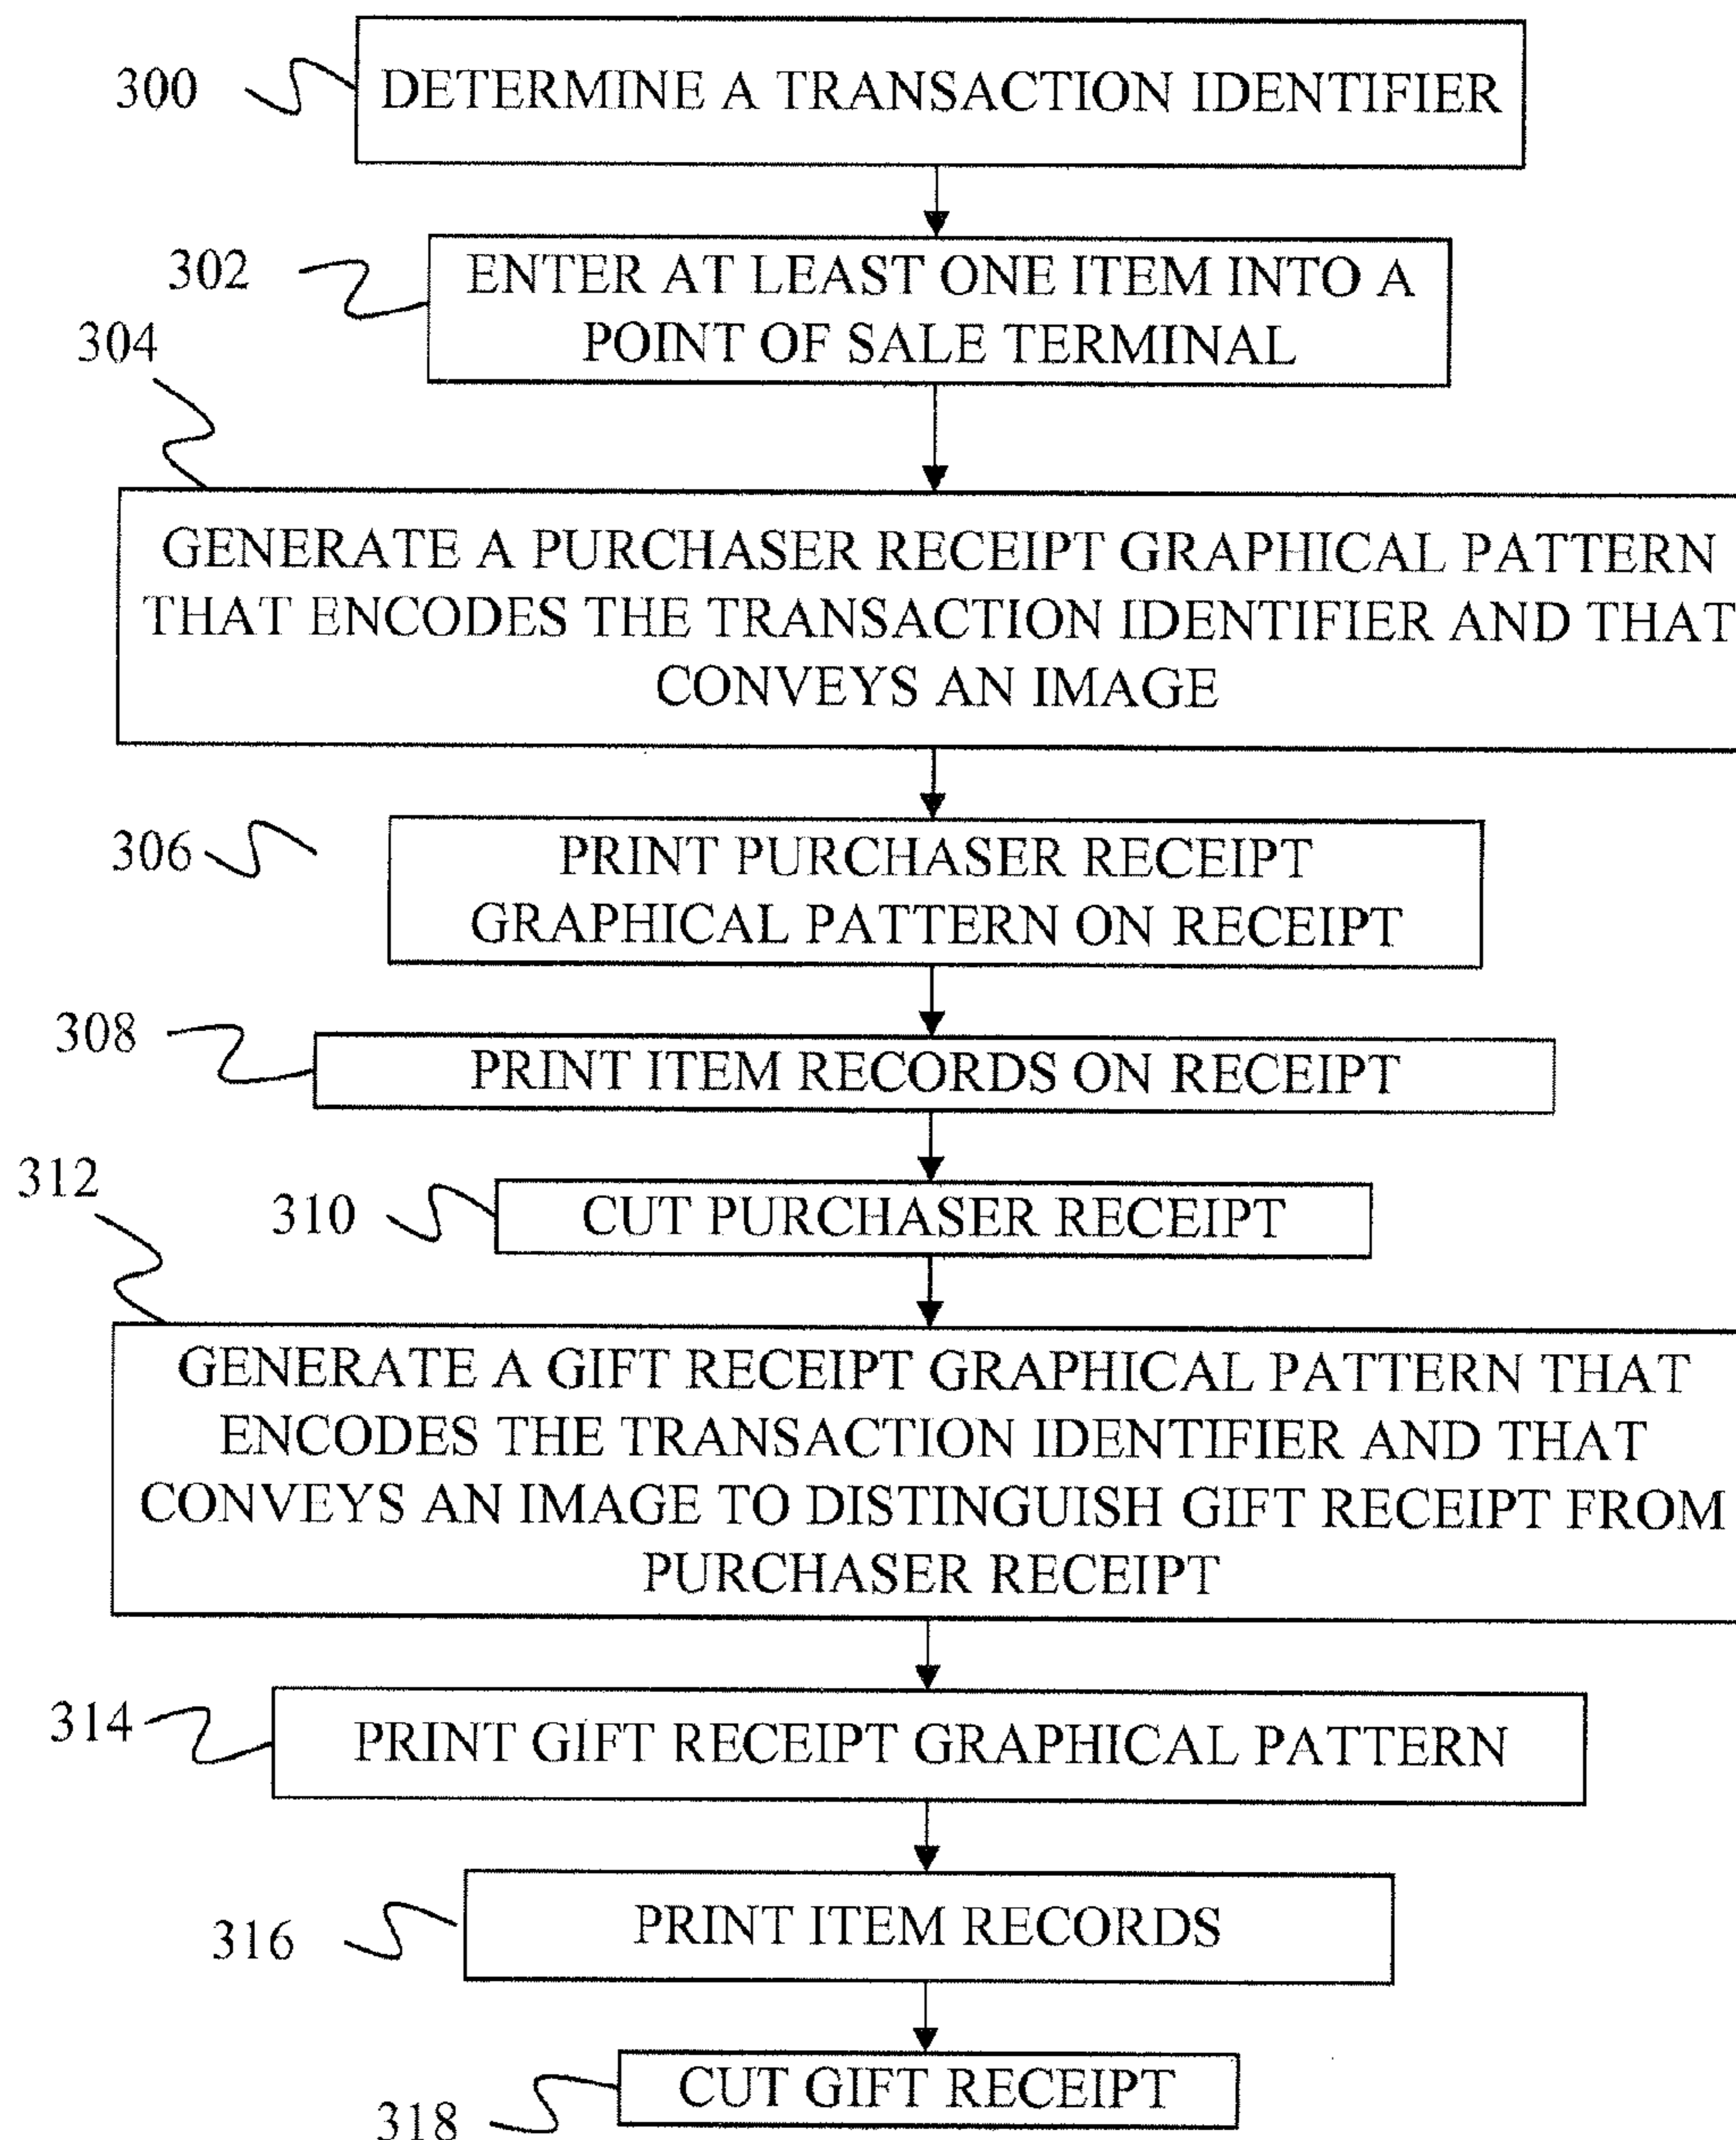 300
DETERMINE A TRANSACTION IDENTIFIER
302
ENTER AT LEAST ONE ITEM INTO A
POINT OF SALE TERMINAL
304
GENERATE A PURCHASER RECEIPT GRAPHICAL PATTERN
THAT ENCODES THE TRANSACTION IDENTIFIER AND THAT
CONVEYS AN IMAGE
306
PRINT PURCHASER RECEIPT
GRAPHICAL PATTERN ON RECEIPT
308
PRINT ITEM RECORDS ON RECEIPT
310
CUT PURCHASER RECEIPT
312
GENERATE A GIFT RECEIPT GRAPHICAL PATTERN THAT
ENCODES THE TRANSACTION IDENTIFIER AND THAT
CONVEYS AN IMAGE TO DISTINGUISH GIFT RECEIPT FROM
PURCHASER RECEIPT
314
PRINT GIFT RECEIPT GRAPHICAL PATTERN
316
PRINT ITEM RECORDS
318
CUT GIFT RECEIPT